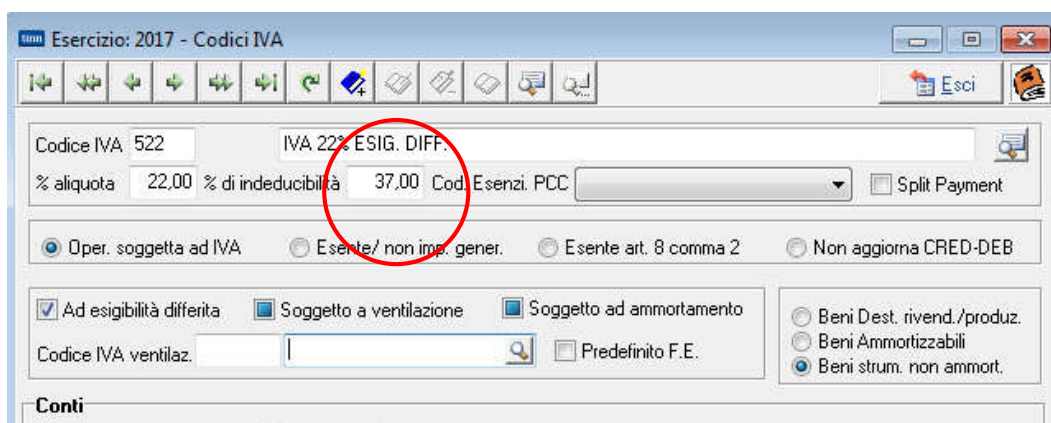 tinn Esercizio: 2017 - Codici IVA
Esci
Codice IVA 522 IVA 22% ESIG. DIFF.
% aliquota 22,00 % di indeducibilità 37,00 Cod. Esenzi. PCC Split Payment
Oper. soggetta ad IVA Esente/ non imp. gener. Esente art. 8 comma 2 Non aggiorna CRED-DEB
Ad esigibilità differita Soggetto a ventilazione Soggetto ad ammortamento
Codice IVA ventilaz. Predefinito F.E.
Beni Dest. rivend./produz.
Beni Ammortizzabili
Beni strum. non ammort.
Conti